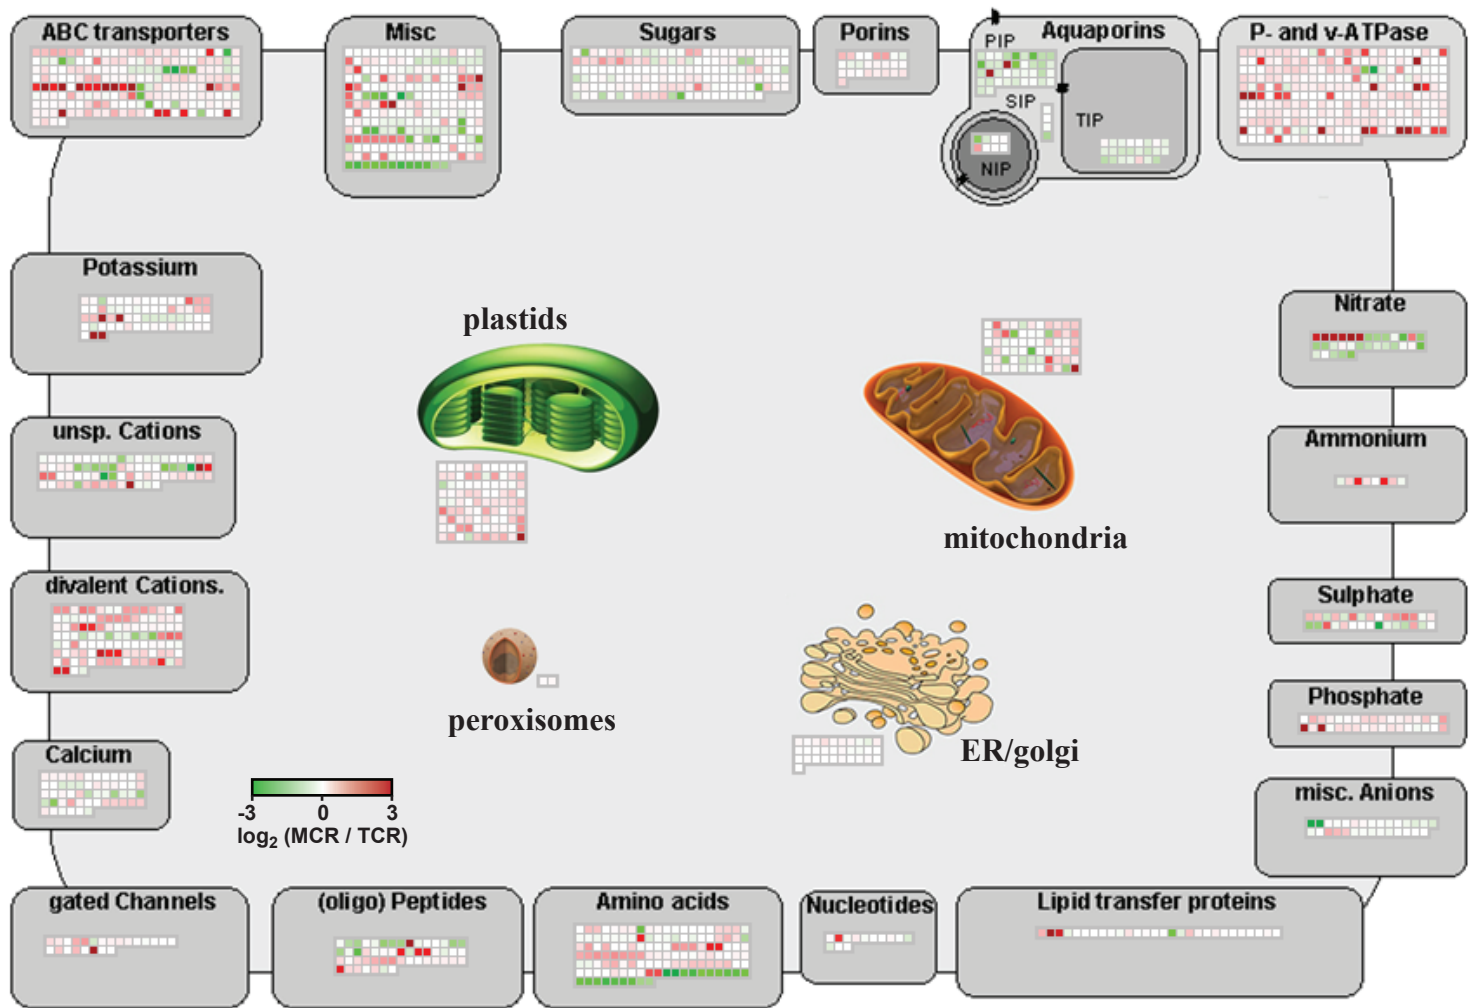 ABC transporters
Misc
Sugars
Porins
Aquaporins
PIP
SIP
TIP
NIP
P- and v-ATPase
Potassium
plastids
Nitrate
unsp. Cations
Ammonium
mitochondria
divalent Cations.
Sulphate
peroxisomes
Phosphate
ER/golgi
Calcium
-3 0 3
log2 (MCR / TCR)
misc. Anions
gated Channels
(oligo) Peptides
Amino acids
Nucleotides
Lipid transfer proteins